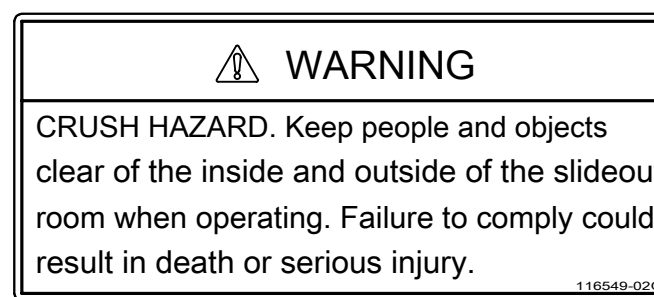 WARNING
CRUSH HAZARD. Keep people and objects
clear of the inside and outside of the slideou
room when operating. Failure to comply could
result in death or serious injury.
116549-02